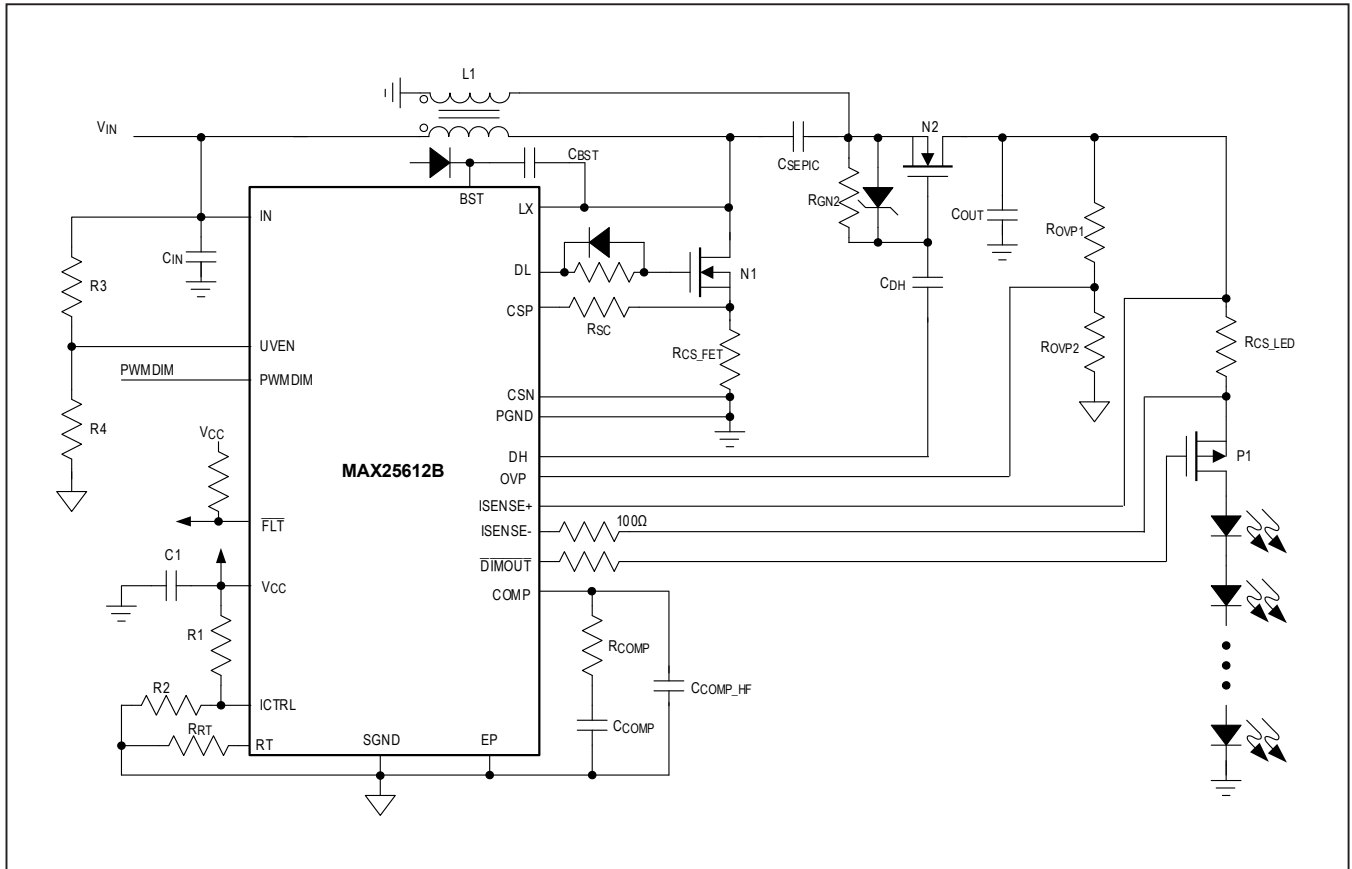 L1
VIN
N2
CBST
CSEPIC
BST
LX
RGN2
IN
COUT
ROVP1
CIN
DL
N1
CDH
R3
CSP
RSC
RCS_FET
ROVP2
RCS_LED
UVEN
PWMDIM
PWMDIM
CSN
PGND
R4
VCC
DH
MAX25612B
OVP
P1
ISENSE+
FLT
ISENSE-
100Ω
DIMOUT
C1
VCC
COMP
R1
RCOMP
R2
CCOMP_HF
ICTRL
CCOMP
RRT
RT
SGND
EP